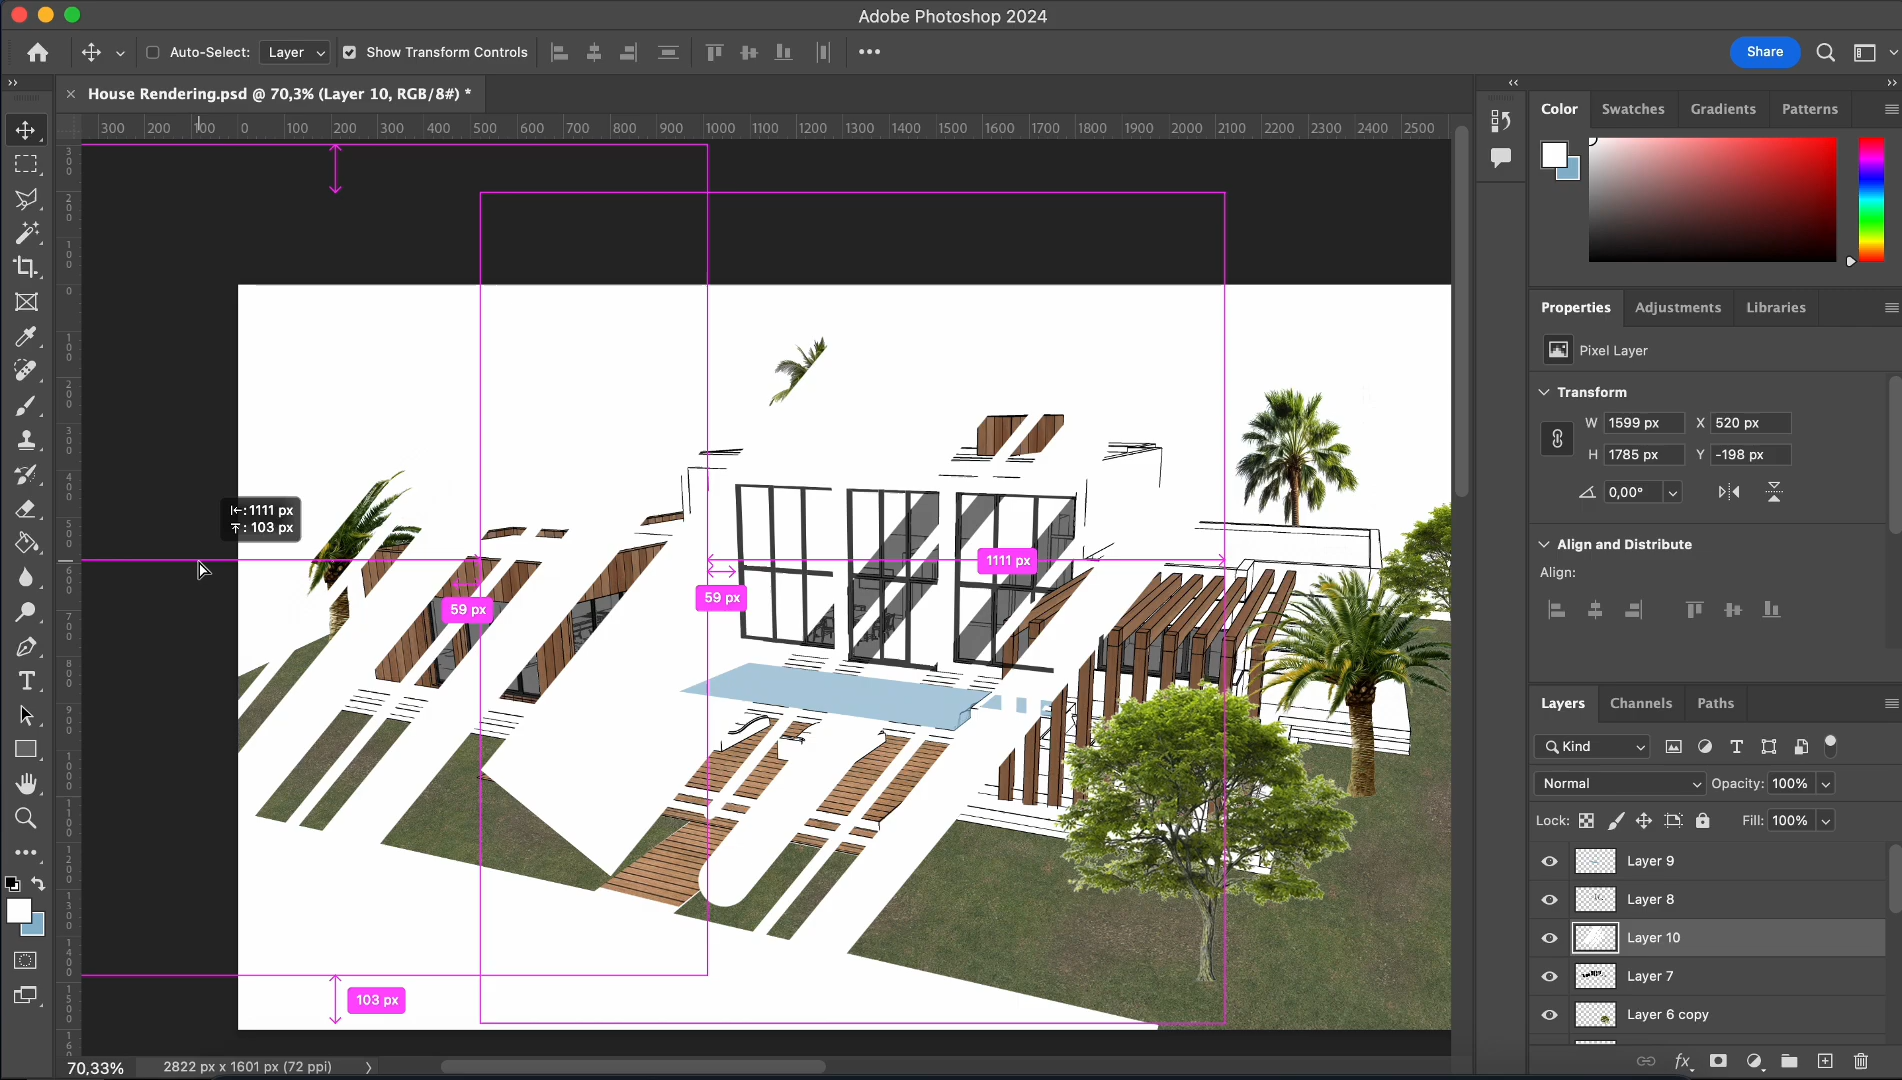 Adobe Photoshop 2024
Auto-Select: Layer Show Transform Controls
Share
House Rendering.psd @ 70,3% (Layer 10, RGB/8#) *
300 200 100 0 100 200 300 400 500 600 700 800 900 1000 1100 1200 1300 1400 1500 1600 1700 1800 1900 2000 2100 2200 2300 2400 2500
Color Swatches Gradients Patterns
Properties Adjustments Libraries
Pixel Layer
Transform
W 1599 px X 520 px
H 1785 px Y -198 px
0,00°
Align and Distribute
Align:
1111 px
103 px
1111 px
59 px
59 px
103 px
Layers Channels Paths
Kind
Normal Opacity: 100%
Lock: Fill: 100%
Layer 9
Layer 8
Layer 10
Layer 7
Layer 6 copy
70,33% 2822 px x 1601 px (72 ppi)